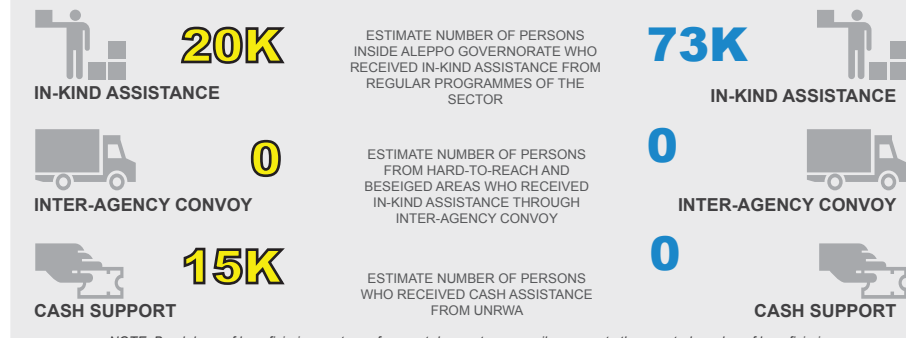 20K
IN-KIND ASSISTANCE
ESTIMATE NUMBER OF PERSONS
INSIDE ALEPPO GOVERNORATE WHO
RECEIVED IN-KIND ASSISTANCE FROM
REGULAR PROGRAMMES OF THE
SECTOR
73K
IN-KIND ASSISTANCE
0
INTER-AGENCY CONVOY
ESTIMATE NUMBER OF PERSONS
FROM HARD-TO-REACH AND
BESEIGED AREAS WHO RECEIVED
IN-KIND ASSISTANCE THROUGH
INTER-AGENCY CONVOY
0
INTER-AGENCY CONVOY
15K
CASH SUPPORT
ESTIMATE NUMBER OF PERSONS
WHO RECEIVED CASH ASSISTANCE
FROM UNRWA
0
CASH SUPPORT